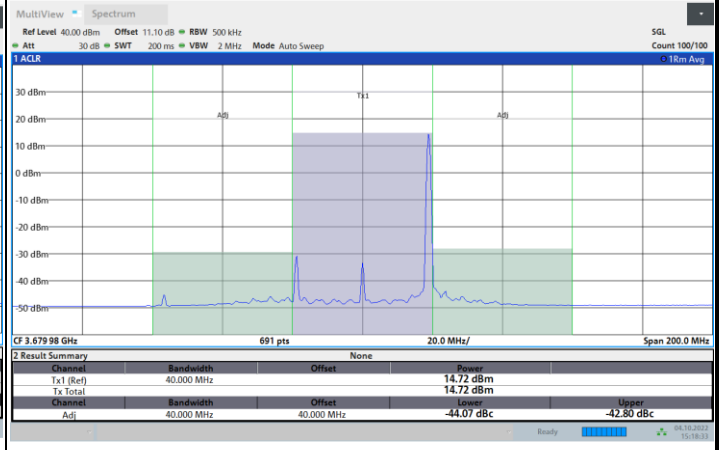 MultiView Spectrum
Ref Level 40.00 dBm Offset 11.10 dB RBW 500 kHz SGL
Att 30 dB SWT 200 ms VBW 2 MHz Mode Auto Sweep Count 100/100
1 ACLR 1Rm Avg
30 dBm
Tx1
20 dBm
Adj Adj
10 dBm
0 dBm
-10 dBm
-20 dBm
-30 dBm
-40 dBm
-50 dBm
CF 3.679 98 GHz 691 pts 20.0 MHz/ Span 200.0 MHz
2 Result Summary None
Channel Bandwidth Offset Power
Tx1 (Ref) 40.000 MHz 14.72 dBm
Tx Total 14.72 dBm
Channel Bandwidth Offset Lower Upper
Adj 40.000 MHz 40.000 MHz -44.07 dBc -42.80 dBc
Ready 04.10.2022
15:18:33